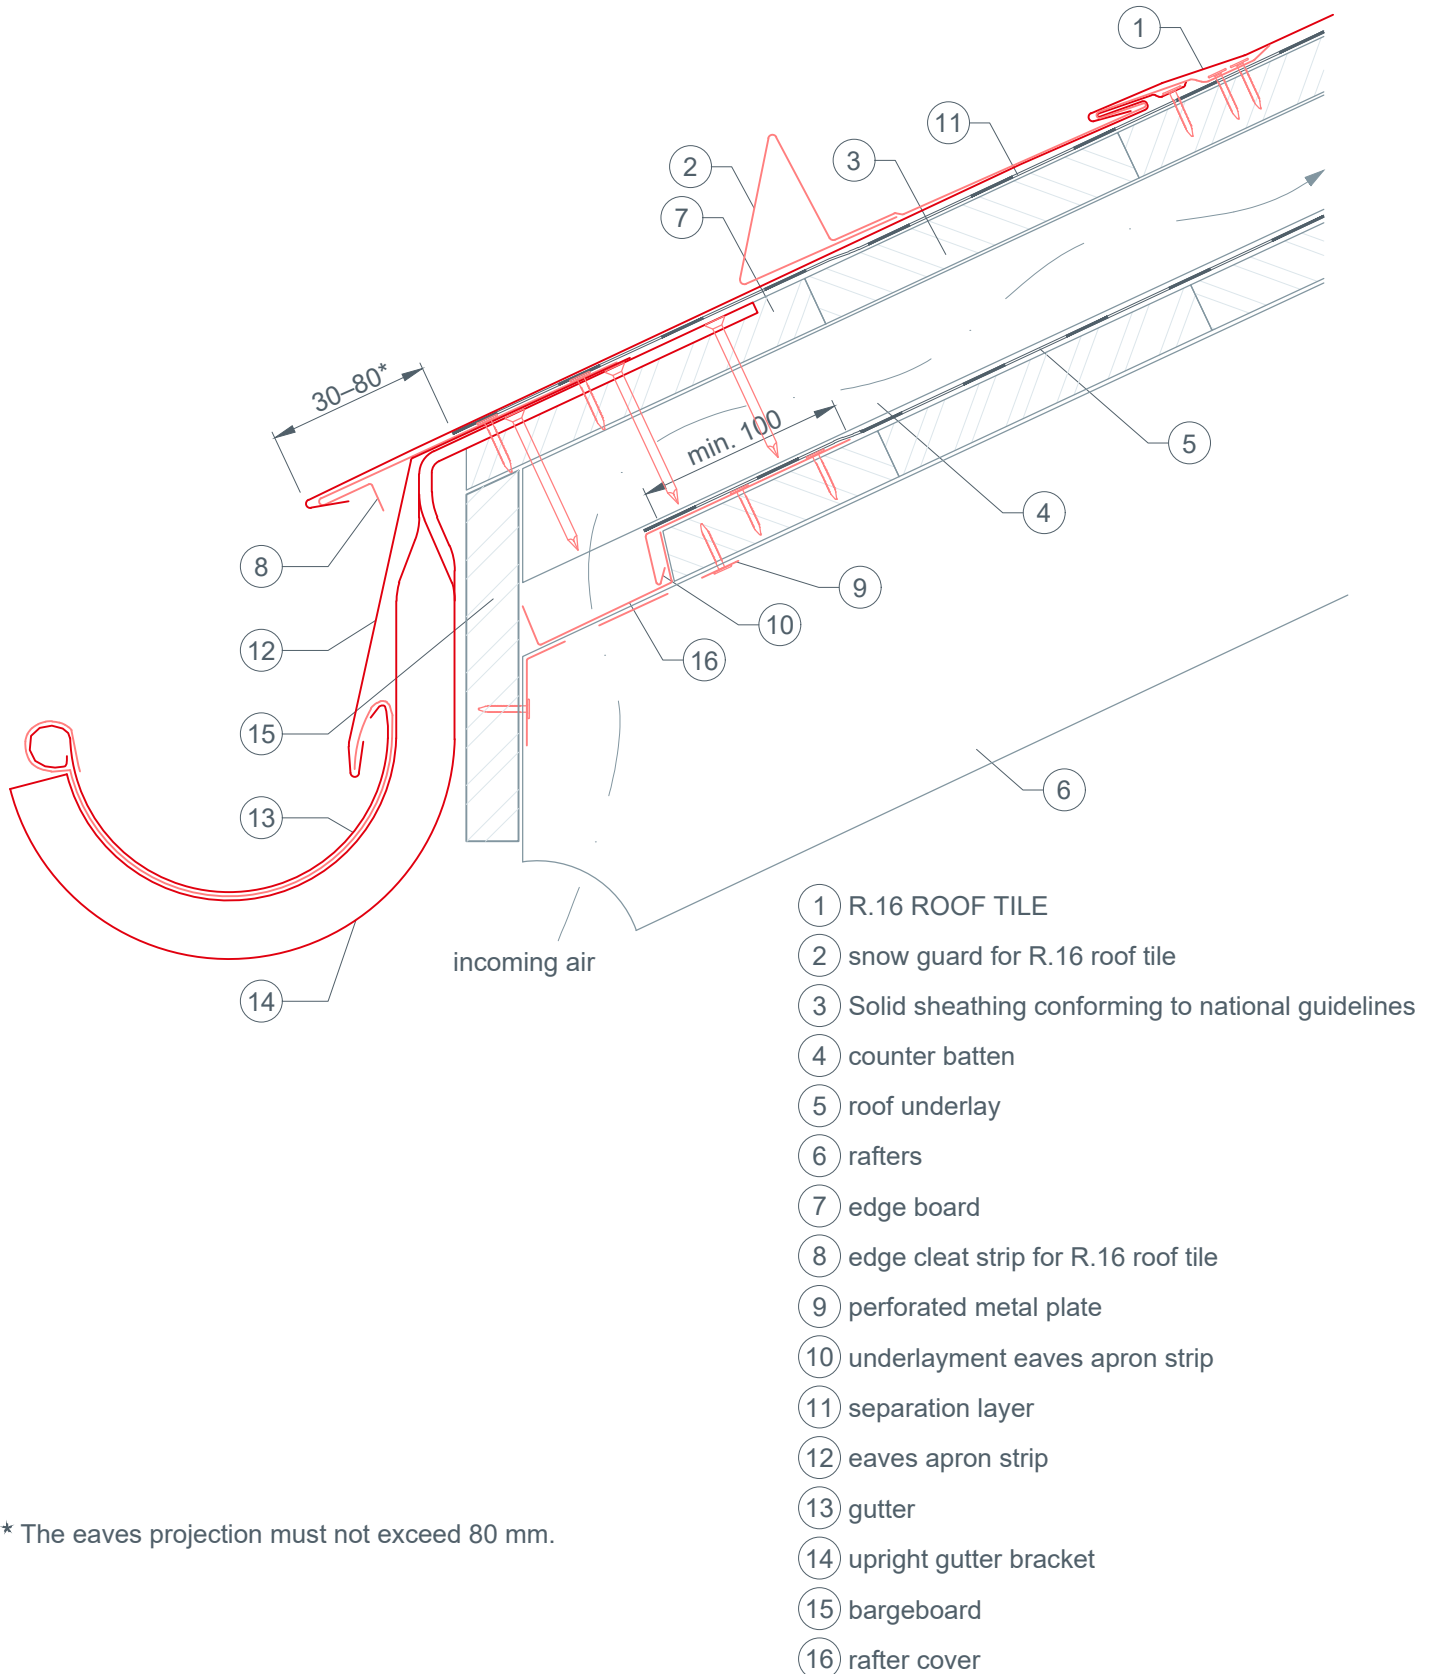 1
11
2
3
7
30–80*
min. 100
5
4
8
9
10
12
16
15
6
13
14
incoming air
1 R.16 ROOF TILE
2 snow guard for R.16 roof tile
3 Solid sheathing conforming to national guidelines
4 counter batten
5 roof underlay
6 rafters
7 edge board
8 edge cleat strip for R.16 roof tile
9 perforated metal plate
10 underlayment eaves apron strip
11 separation layer
12 eaves apron strip
13 gutter
* The eaves projection must not exceed 80 mm.
14 upright gutter bracket
15 bargeboard
16 rafter cover